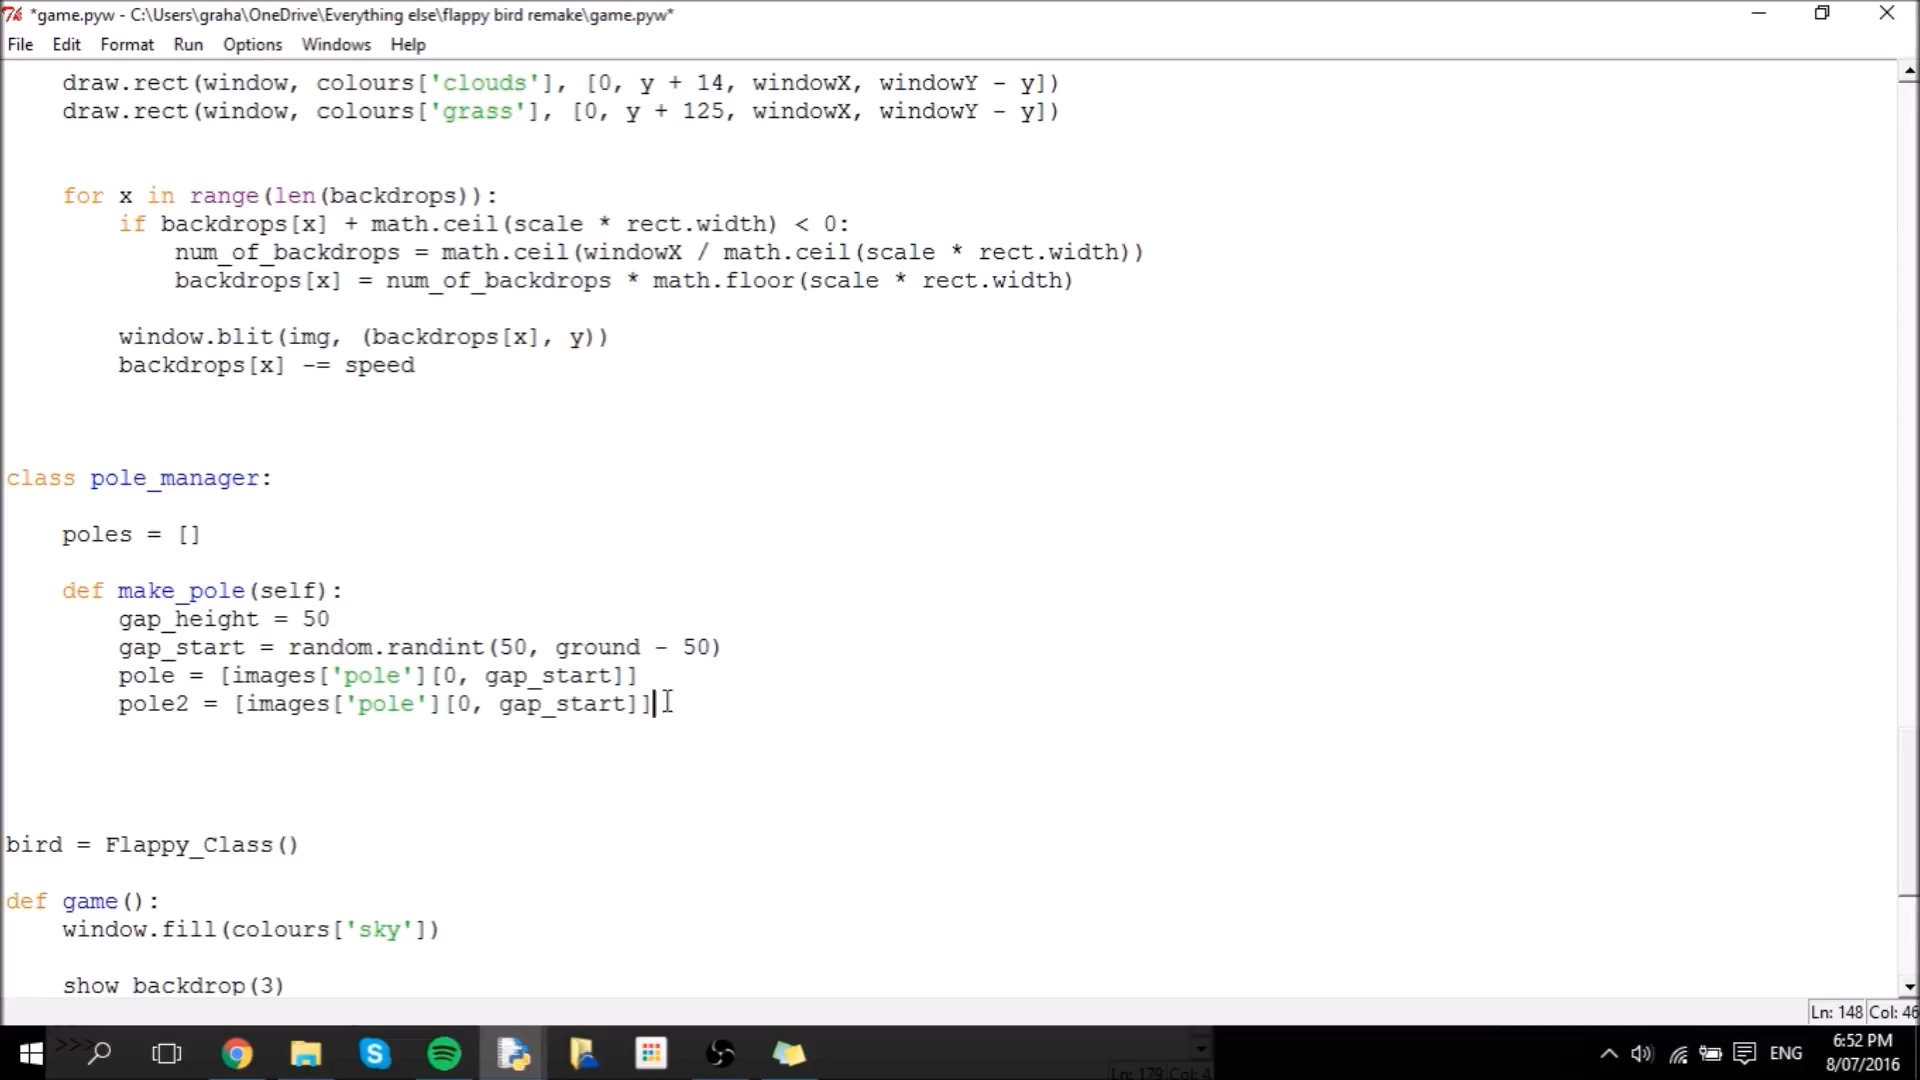 *game.pyw - C:\Users\graha\OneDrive\Everything else\flappy bird remake\game.pyw*
File Edit Format Run Options Windows Help
draw.rect(window, colours['clouds'], [0, y + 14, windowX, windowY - y])
draw.rect(window, colours['grass'], [0, y + 125, windowX, windowY - y])
for x in range(len(backdrops)):
if backdrops[x] + math.ceil(scale * rect.width) < 0:
num_of_backdrops = math.ceil(windowX / math.ceil(scale * rect.width))
backdrops[x] = num_of_backdrops * math.floor(scale * rect.width)
window.blit(img, (backdrops[x], y))
backdrops[x] -= speed
class pole_manager:
poles = []
def make_pole(self):
gap_height = 50
gap_start = random.randint(50, ground - 50)
pole = [images['pole'][0, gap_start]]
pole2 = [images['pole'][0, gap_start]]
bird = Flappy_Class()
def game():
window.fill(colours['sky'])
show_backdrop(3)
Ln: 148 Col: 46
>>>
Ln: 179 Col: 4
ENG
6:52 PM
8/07/2016